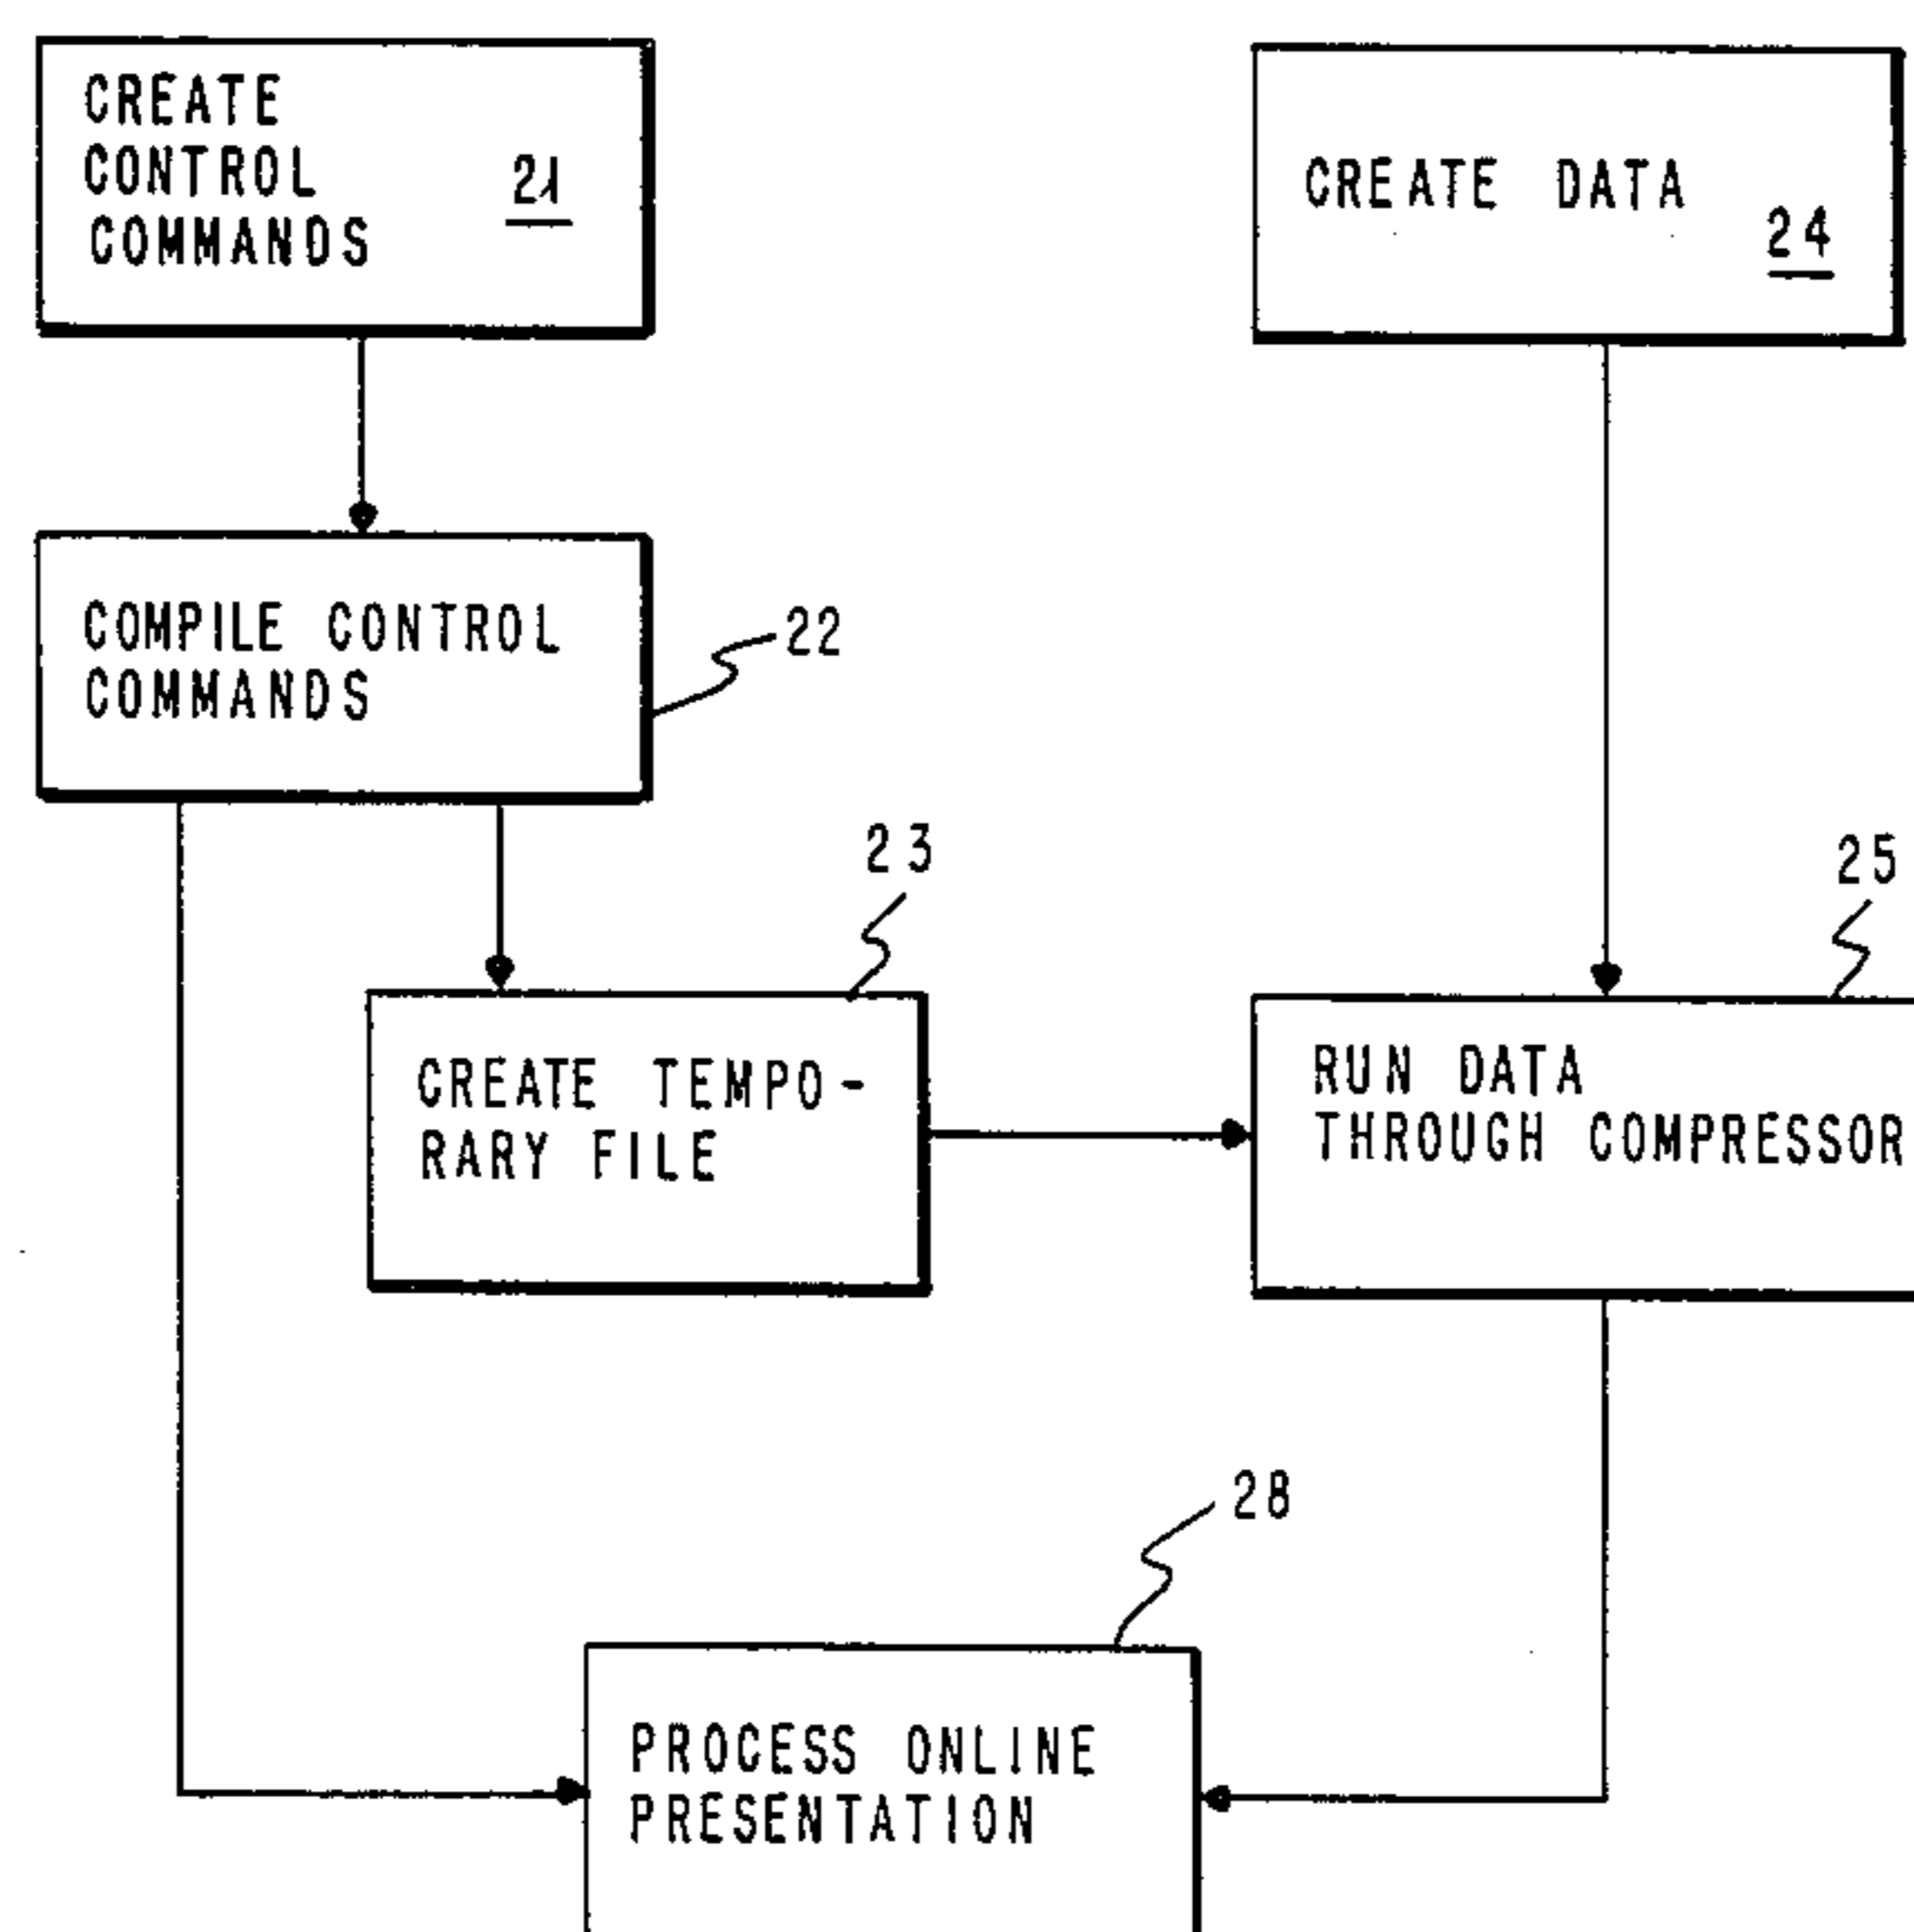 CREATE
CONTROL
COMMANDS
21
CREATE DATA
24
COMPILE CONTROL
COMMANDS
22
23
25
CREATE TEMPO-
RARY FILE
RUN DATA
THROUGH COMPRESSOR
28
PROCESS ONLINE
PRESENTATION